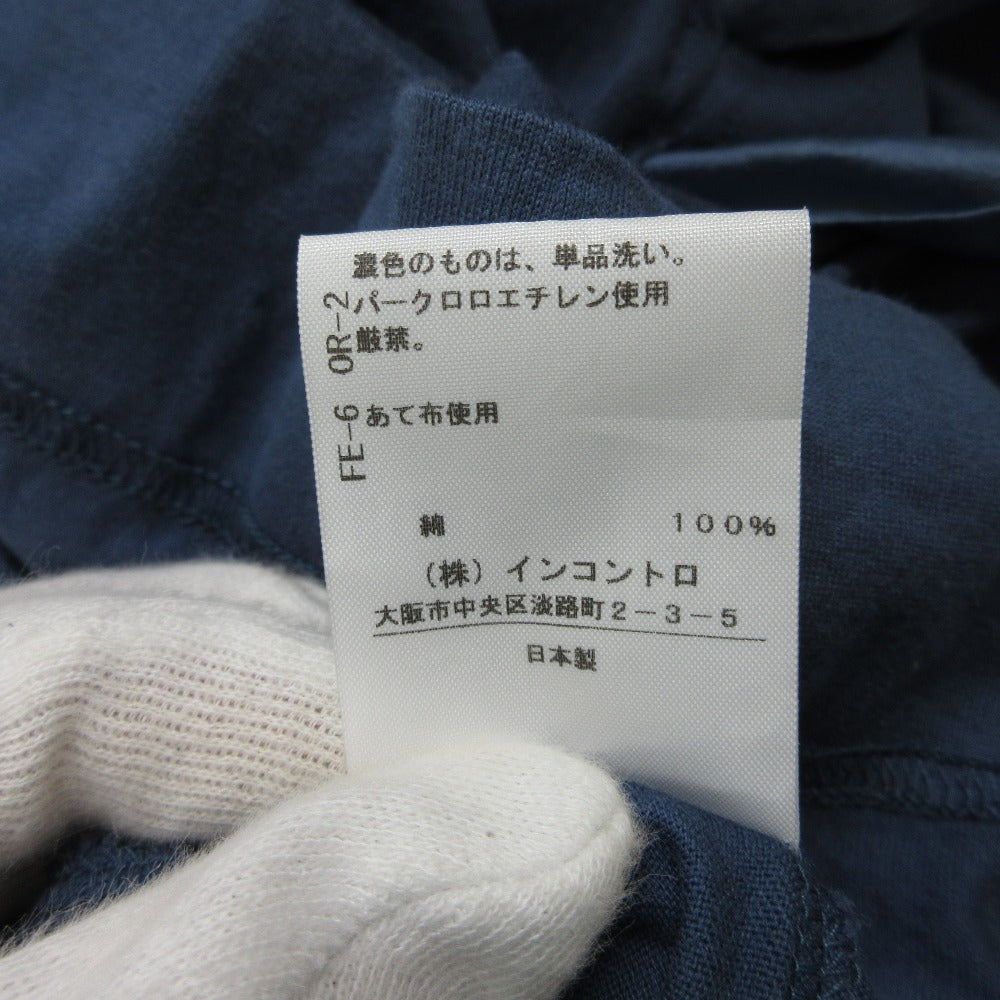 濃色のものは、単品洗い。
パークロロエチレン使用
厳禁。
OR-2
あて布使用
FE-6
綿 100%
(株)インコントロ
大阪市中央区淡路町2-3-5
日本製